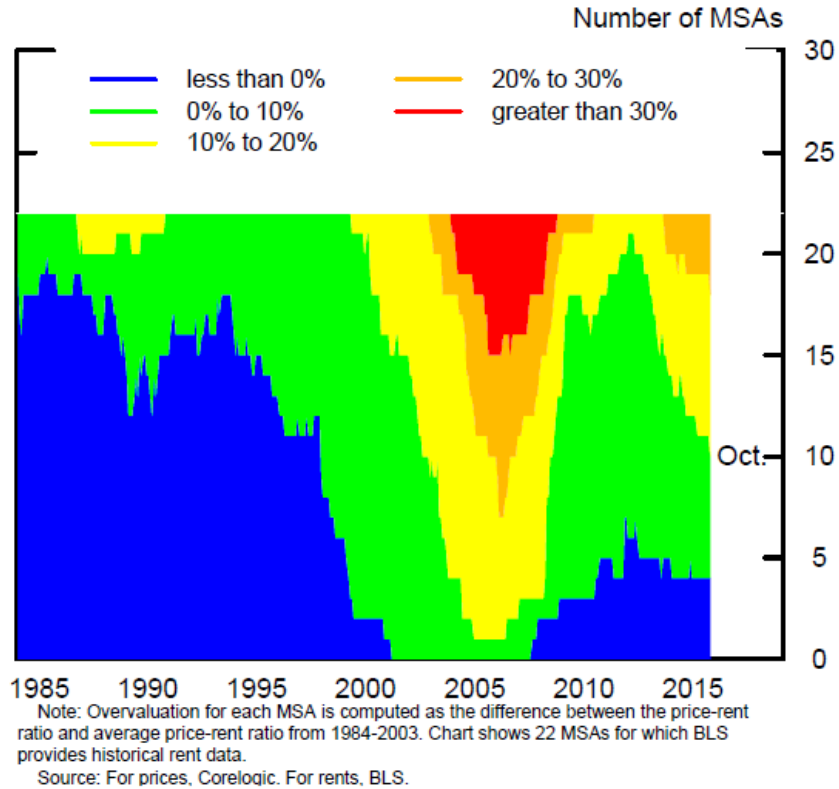 Number of MSAs
less than 0%
0% to 10%
10% to 20%
20% to 30%
greater than 30%
30
25
20
15
Oct.
10
5
0
1985 1990 1995 2000 2005 2010 2015
Note: Overvaluation for each MSA is computed as the difference between the price-rent
ratio and average price-rent ratio from 1984-2003. Chart shows 22 MSAs for which BLS
provides historical rent data.
Source: For prices, Corelogic. For rents, BLS.